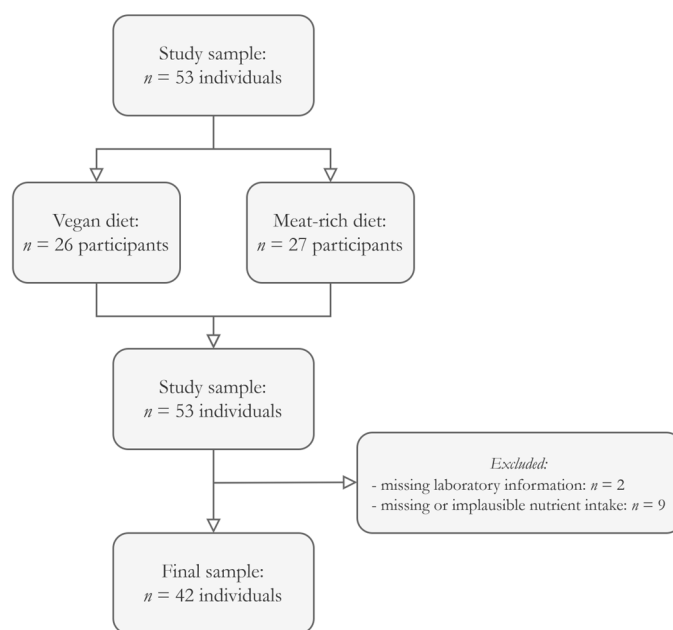 Study sample:
n = 53 individuals
Vegan diet:
n = 26 participants
Meat-rich diet:
n = 27 participants
Study sample:
n = 53 individuals
Excluded:
- missing laboratory information: n = 2
- missing or implausible nutrient intake: n = 9
Final sample:
n = 42 individuals